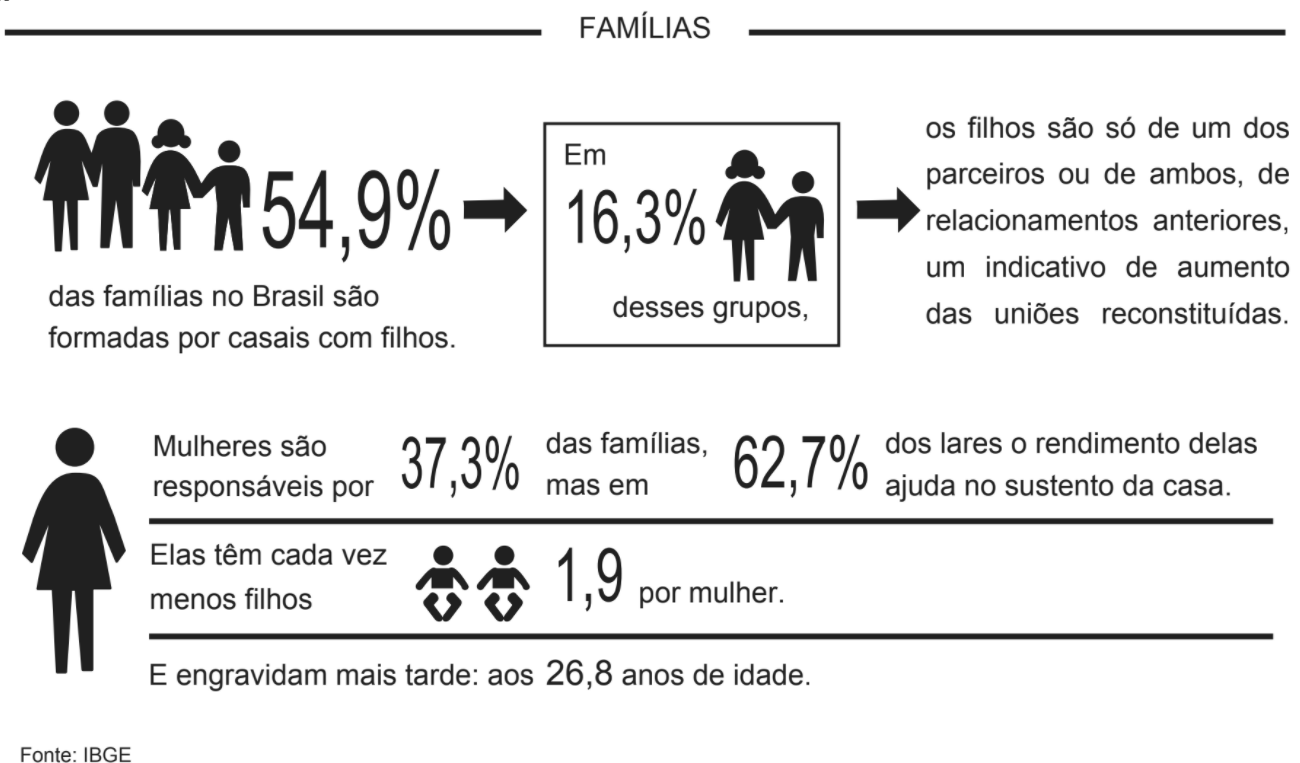 FAMÍLIAS
54,9%
das famílias no Brasil são
formadas por casais com filhos.
Em
16,3%
desses grupos,
os filhos são só de um dos
parceiros ou de ambos, de
relacionamentos anteriores,
um indicativo de aumento
das uniões reconstituídas.
Mulheres são
responsáveis por
37,3%
das famílias,
mas em
62,7%
dos lares o rendimento delas
ajuda no sustento da casa.
Elas têm cada vez
menos filhos
1,9 por mulher.
E engravidam mais tarde: aos 26,8 anos de idade.
Fonte: IBGE